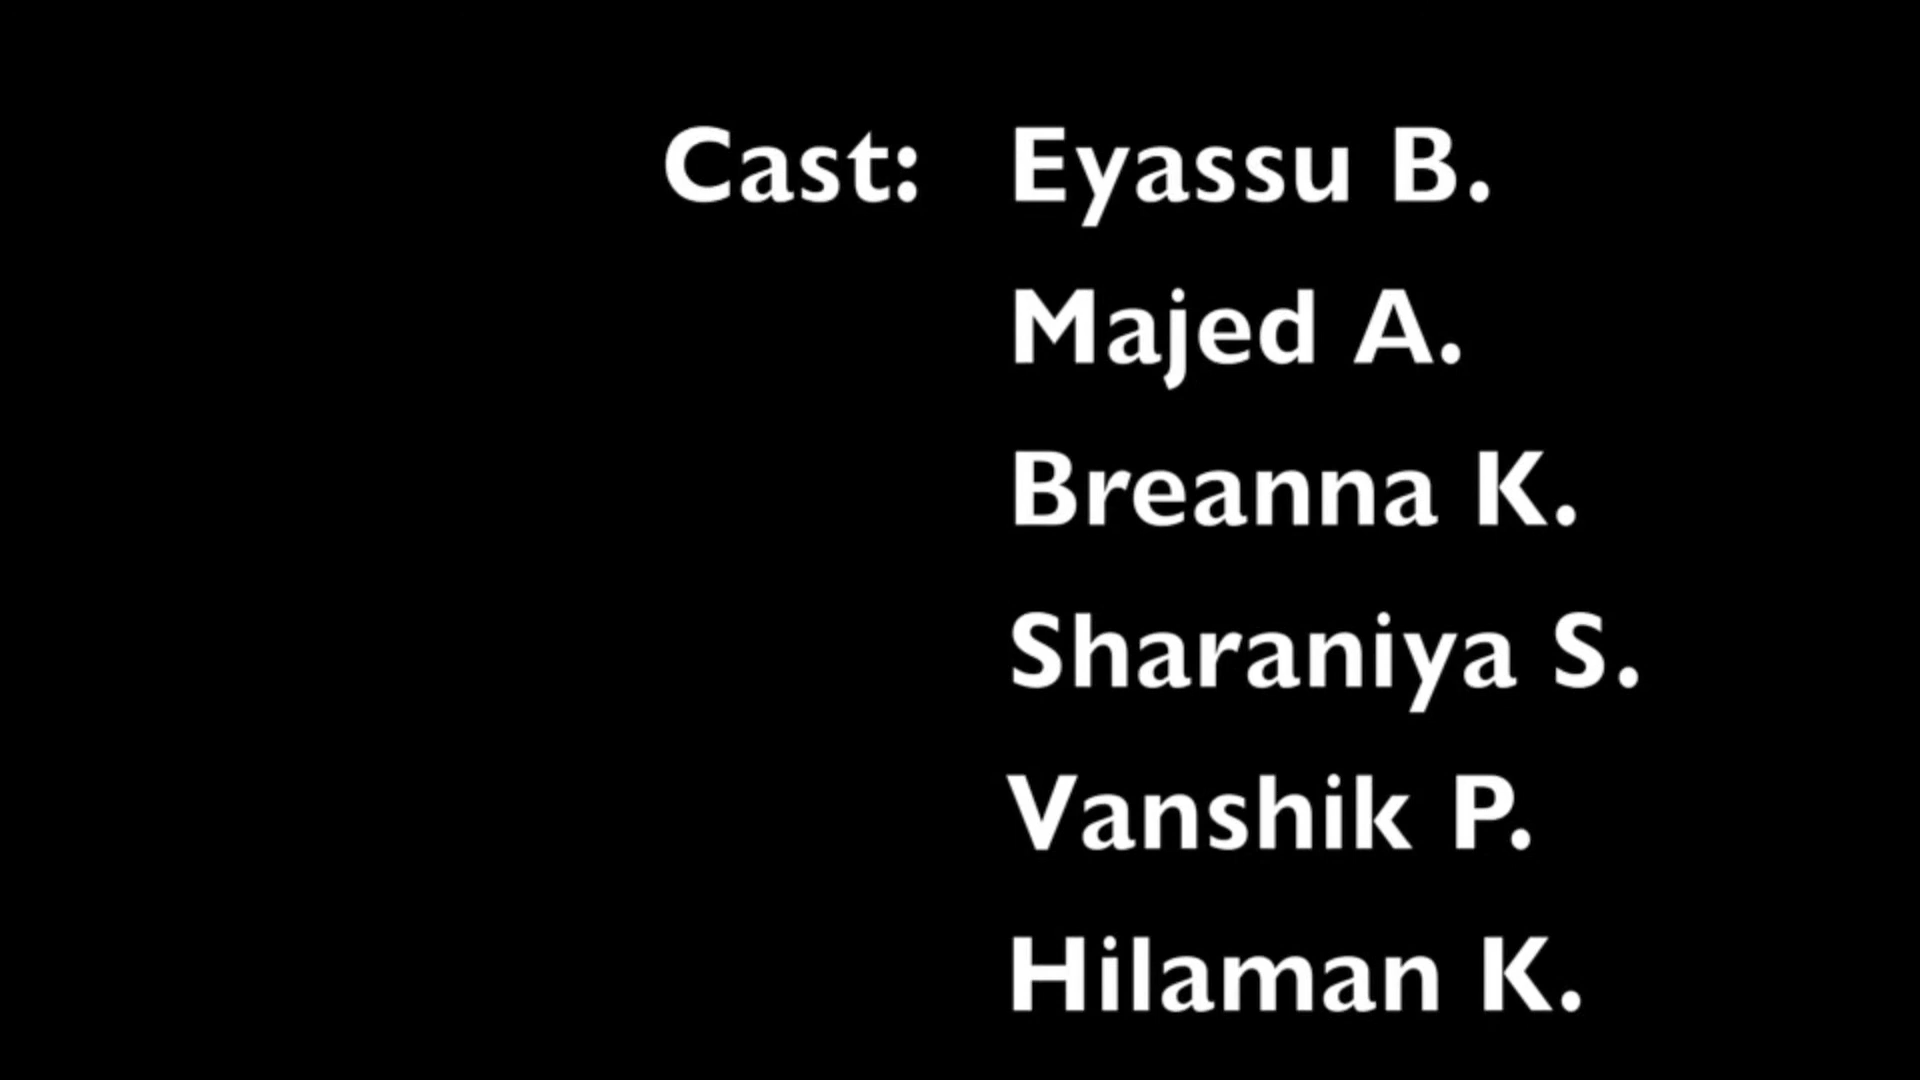 Cast: Eyassu B.
Majed A.
Breanna K.
Sharaniya S.
Vanshik P.
Hilaman K.